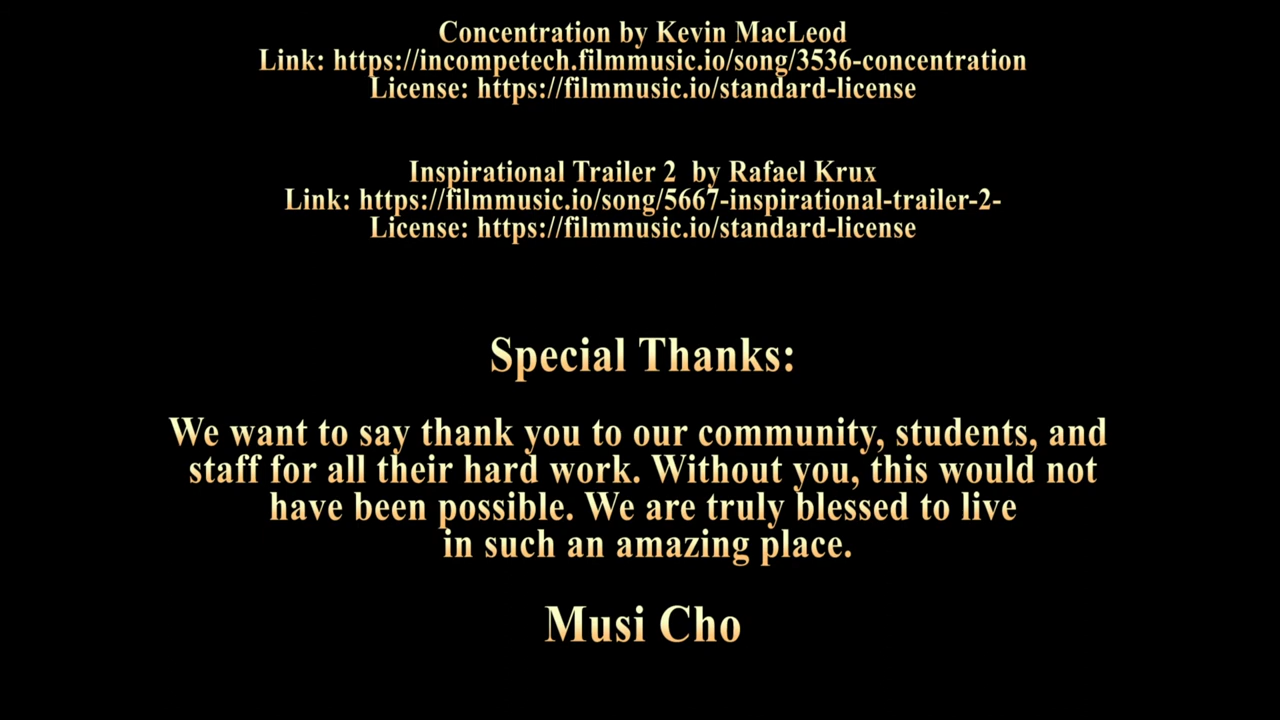 Concentration by Kevin MacLeod
Link: https://incompetech.filmmusic.io/song/3536-concentration
License: https://filmmusic.io/standard-license
Inspirational Trailer 2  by Rafael Krux
Link: https://filmmusic.io/song/5667-inspirational-trailer-2-
License: https://filmmusic.io/standard-license
Special Thanks:
We want to say thank you to our community, students, and
staff for all their hard work. Without you, this would not
have been possible. We are truly blessed to live
in such an amazing place.
Musi Cho